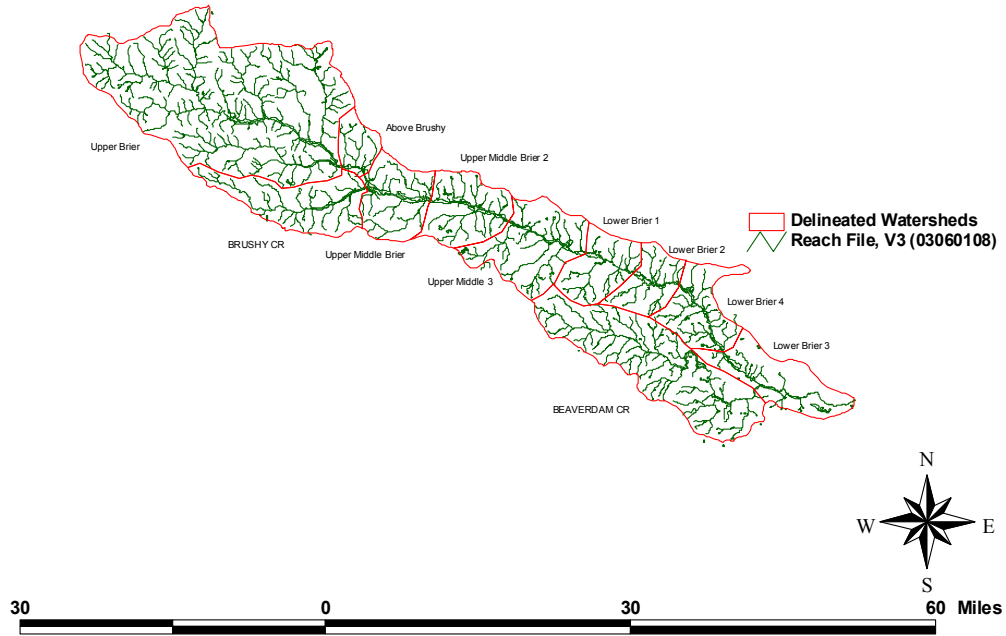 Above Brushy
Upper Brier
Upper Middle Brier 2
Lower Brier 1
Delineated Watersheds
Reach File, V3 (03060108)
BRUSHY CR
Upper Middle Brier
Lower Brier 2
Upper Middle 3
Lower Brier 4
Lower Brier 3
BEAVERDAM CR
N
W
E
S
30 0 30 60 Miles